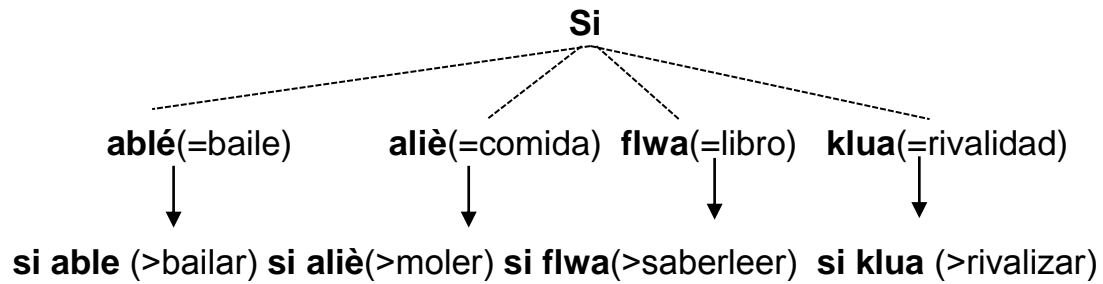 Si
ablé(=baile) aliè(=comida) flwa(=libro) klua(=rivalidad)
si able (>bailar) si aliè(>moler) si flwa(>saberleer) si klua (>rivalizar)